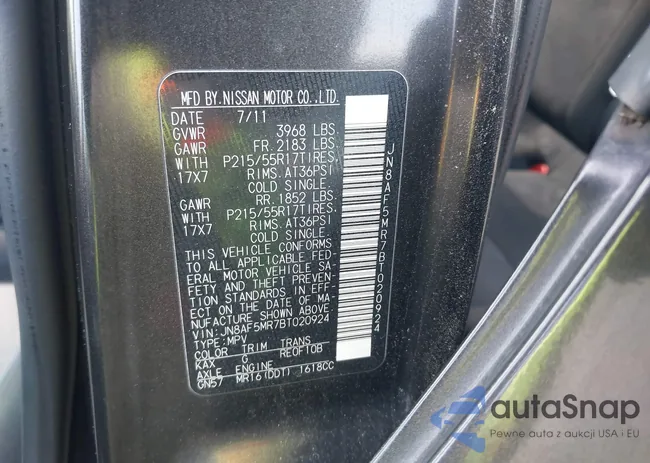 MFD BY.NISSAN MOTOR CO.,LTD.
DATE 7/11
GVWR 3968 LBS
GAWR FR. 2183 LBS
WITH P215/55R17TIRES,
17X7 RIMS. AT36PSI
COLD SINGLE.
GAWR RR. 1852 LBS
WITH P215/55R17TIRES,
17X7 RIMS. AT36PSI
COLD SINGLE.
THIS VEHICLE CONFORMS
TO ALL APPLICABLE FED-
ERAL MOTOR VEHICLE SA-
FETY AND THEFT PREVEN-
TION STANDARDS IN EFF-
ECT ON THE DATE OF MA-
NUFACTURE SHOWN ABOVE.
VIN: JN8AF5MR7BT020924
TYPE: MPV
COLOR TRIM TRANS
KAX G RE0F10B
AXLE ENGINE
GN57 MR16(DDT) 1618CC
JN8AF5MR7BT020924
autaSnap
Pewne auta z aukcji USA i EU